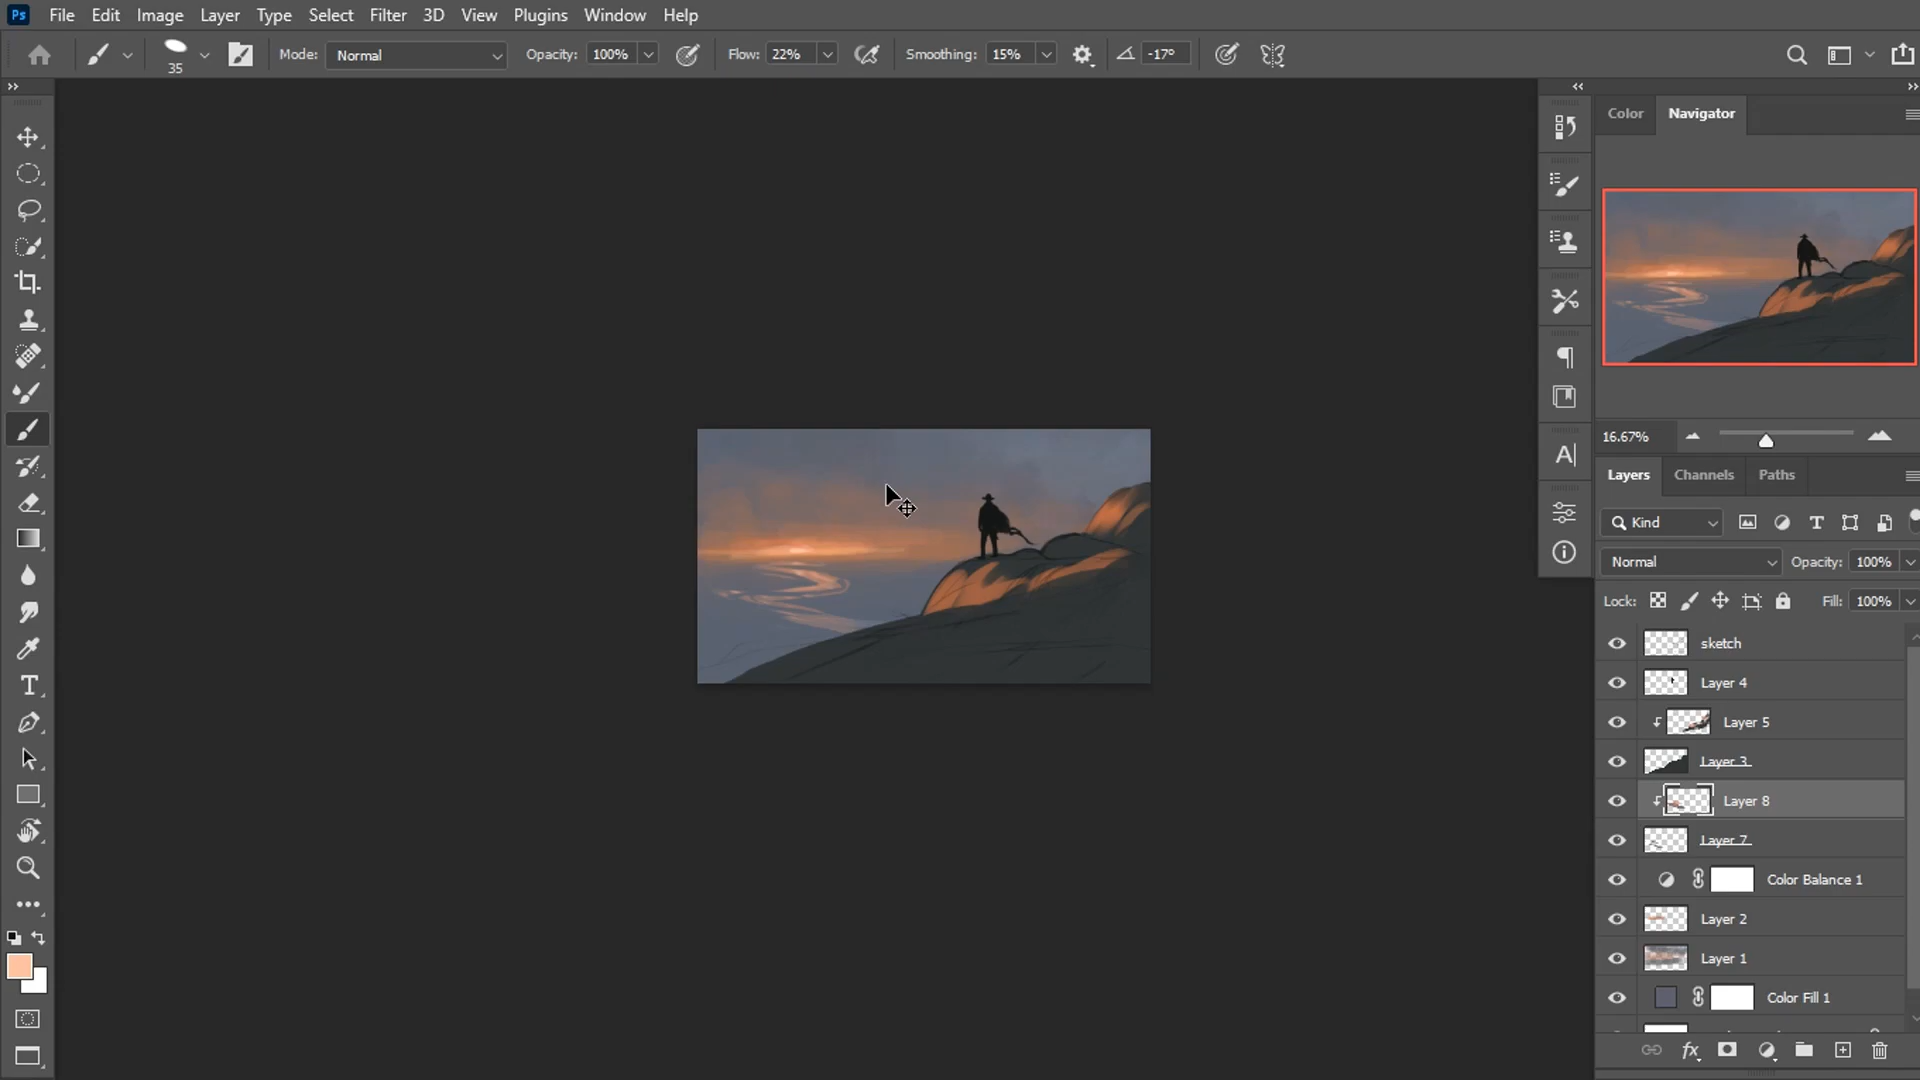 Ps File Edit Image Layer Type Select Filter 3D View Plugins Window Help
35 Mode: Normal Opacity: 100% Flow: 22% Smoothing: 15% -17°
Color Navigator
16.67%
Layers Channels Paths
Kind
Normal Opacity: 100%
Lock: Fill: 100%
sketch
Layer 4
Layer 5
Layer 3
Layer 8
Layer 7
Color Balance 1
Layer 2
Layer 1
Color Fill 1
fx